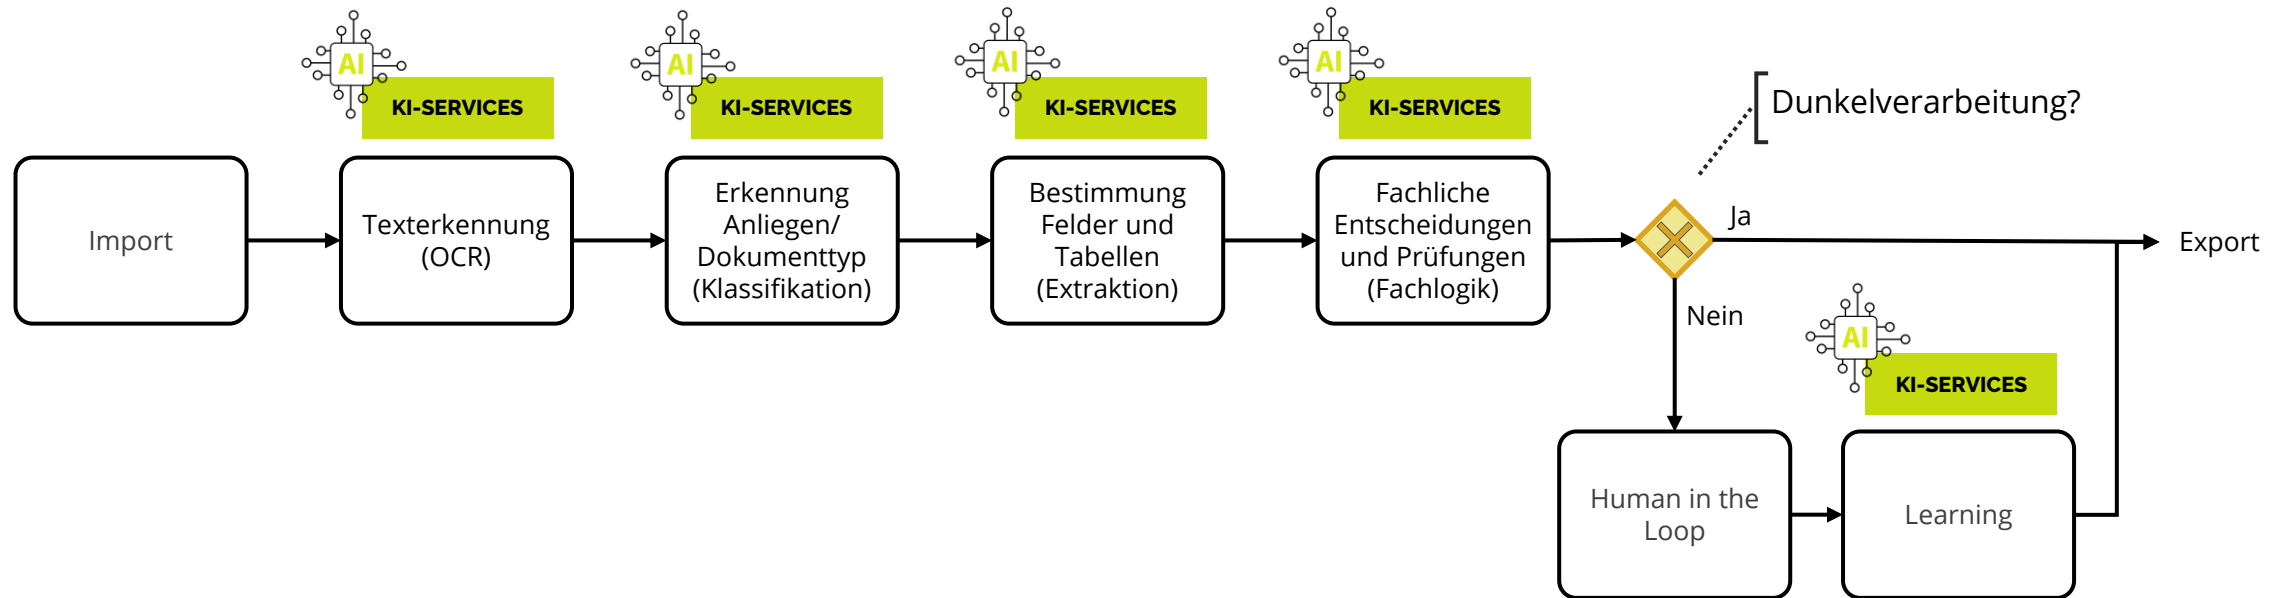 AI
KI-SERVICES
AI
KI-SERVICES
AI
KI-SERVICES
AI
KI-SERVICES
Dunkelverarbeitung?
Import
Texterkennung
(OCR)
Erkennung
Anliegen/
Dokumenttyp
(Klassifikation)
Bestimmung
Felder und
Tabellen
(Extraktion)
Fachliche
Entscheidungen
und Prüfungen
(Fachlogik)
Ja
Export
Nein
AI
KI-SERVICES
Human in the
Loop
Learning